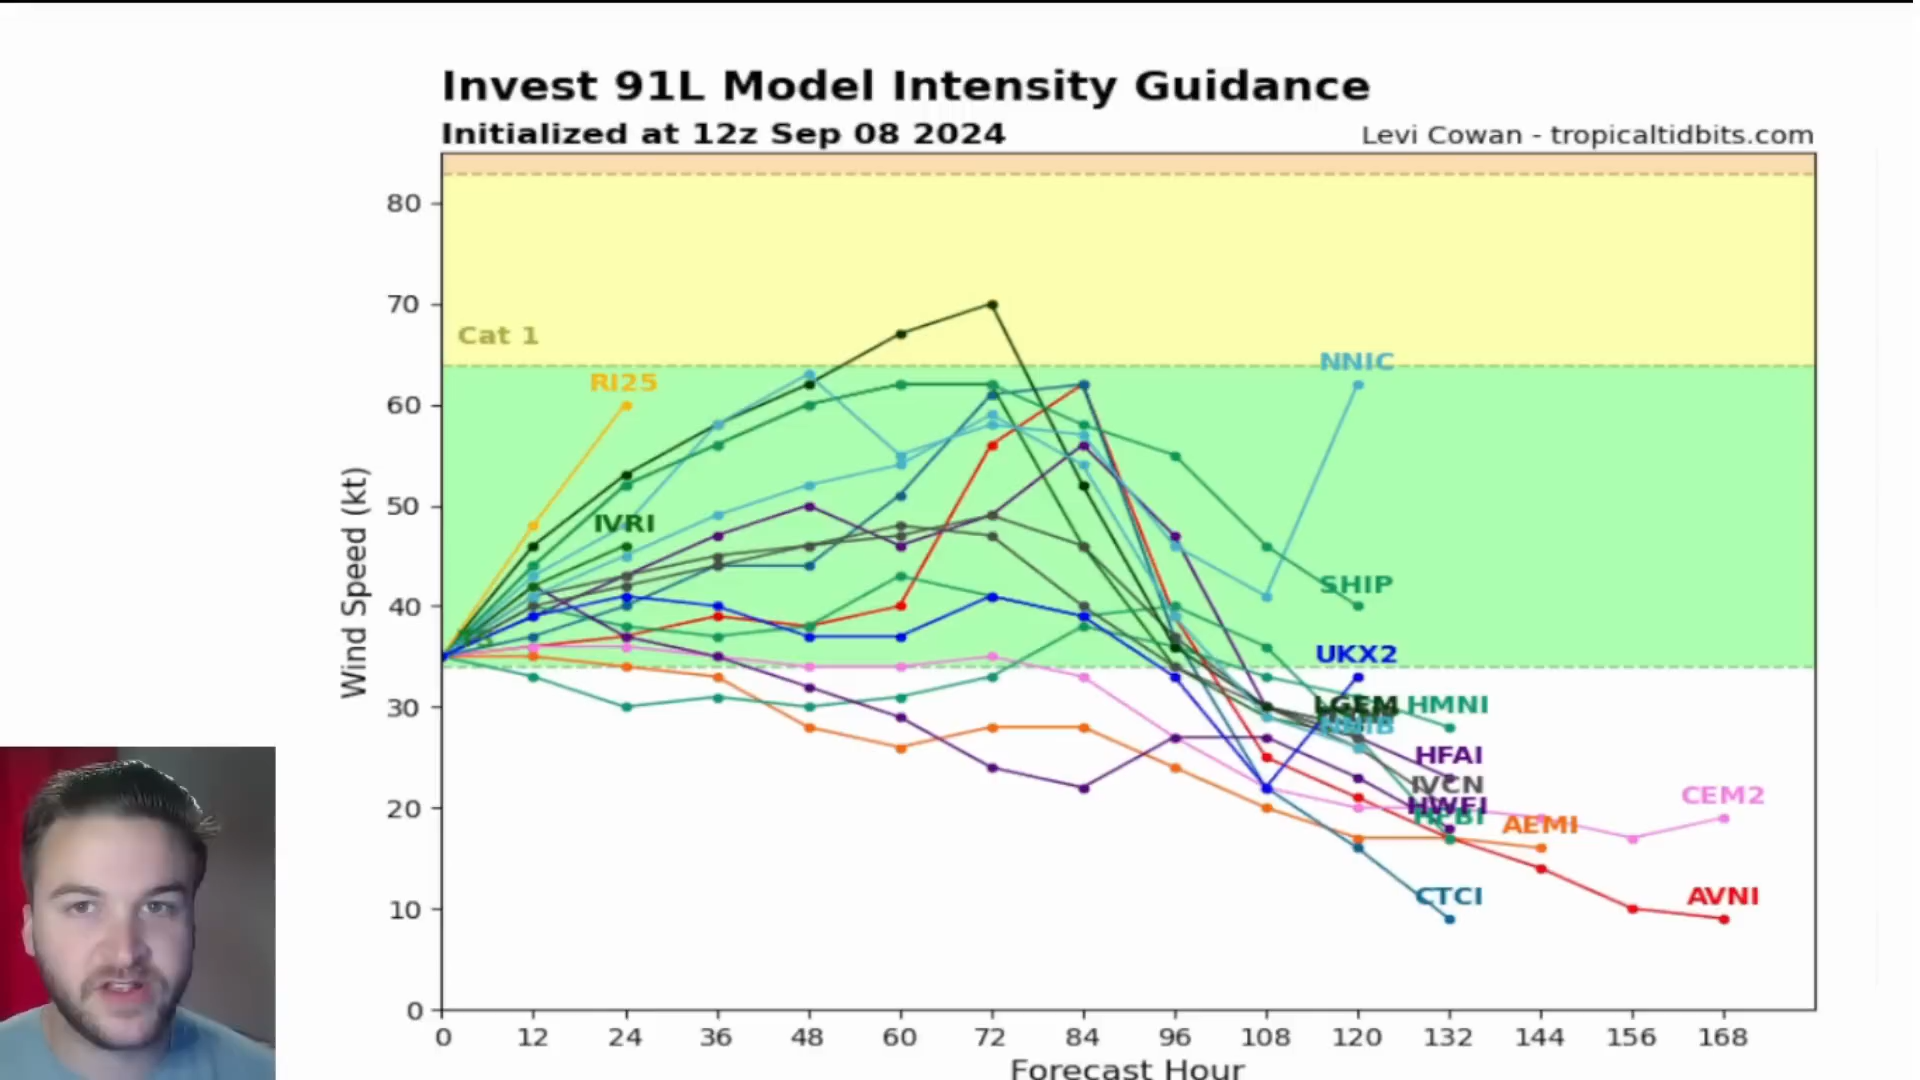 Invest 91L Model Intensity Guidance
Initialized at 12z Sep 08 2024
Levi Cowan - tropicaltidbits.com
80
70
60
50
40
30
20
10
0
Wind Speed (kt)
Cat 1
RI25
IVRI
NNIC
SHIP
UKX2
LGEM
HMNI
HFAI
IVCN
HWFI
HFBI
AEMI
CEM2
CTCI
AVNI
0 12 24 36 48 60 72 84 96 108 120 132 144 156 168
Forecast Hour